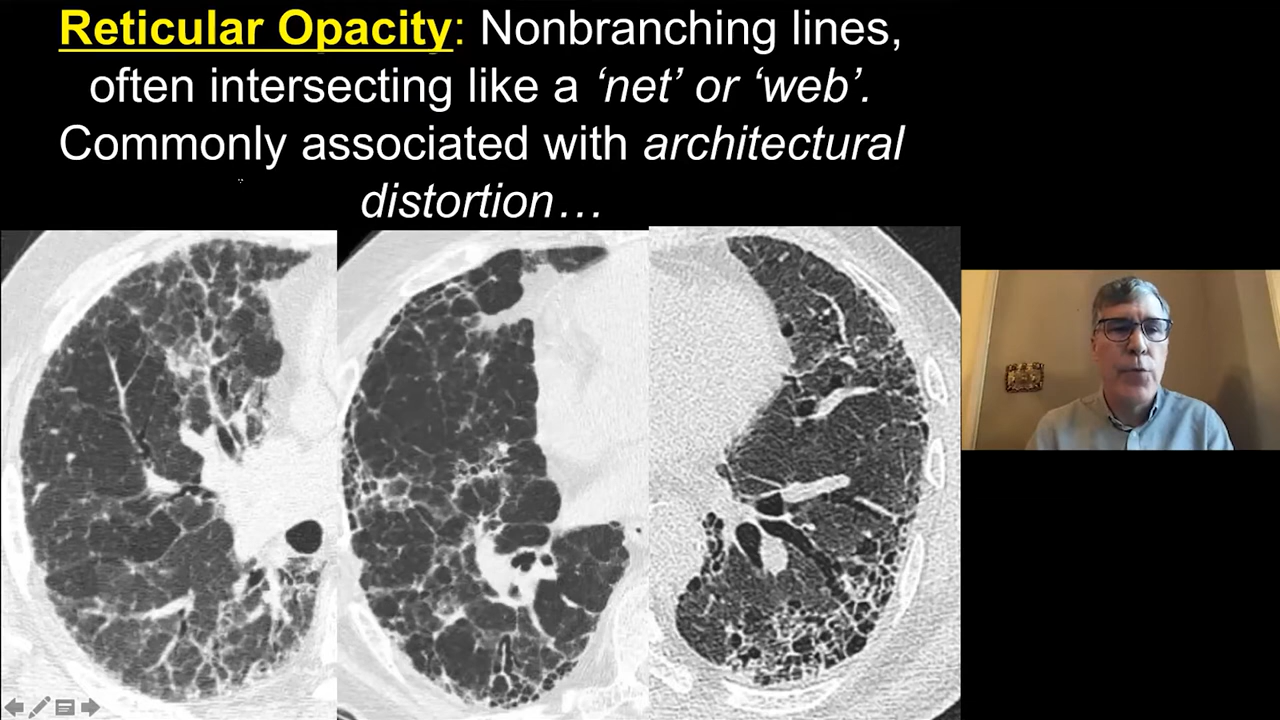 Reticular Opacity: Nonbranching lines,
often intersecting like a ‘net’ or ‘web’.
Commonly associated with architectural
distortion…